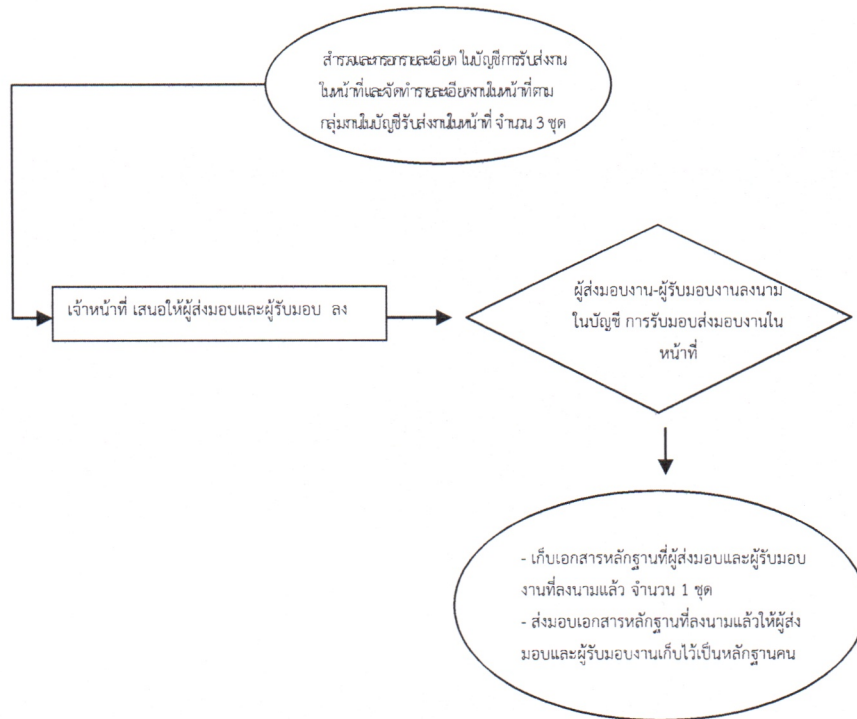 สำรวจและกรอกรายละเอียด ในบัญชีการรับส่งงาน
ในหน้าที่และจัดทำรายละเอียดงานในหน้าที่ตาม
กลุ่มงานในบัญชีรับส่งงานในหน้าที่ จำนวน 3 ชุด
เจ้าหน้าที่ เสนอให้ผู้ส่งมอบและผู้รับมอบ ลง
ผู้ส่งมอบงาน-ผู้รับมอบงานลงนาม
ในบัญชี การรับมอบส่งมอบงานใน
หน้าที่
- เก็บเอกสารหลักฐานที่ผู้ส่งมอบและผู้รับมอบ
งานที่ลงนามแล้ว จำนวน 1 ชุด
- ส่งมอบเอกสารหลักฐานที่ลงนามแล้วให้ผู้ส่ง
มอบและผู้รับมอบงานเก็บไว้เป็นหลักฐานคน